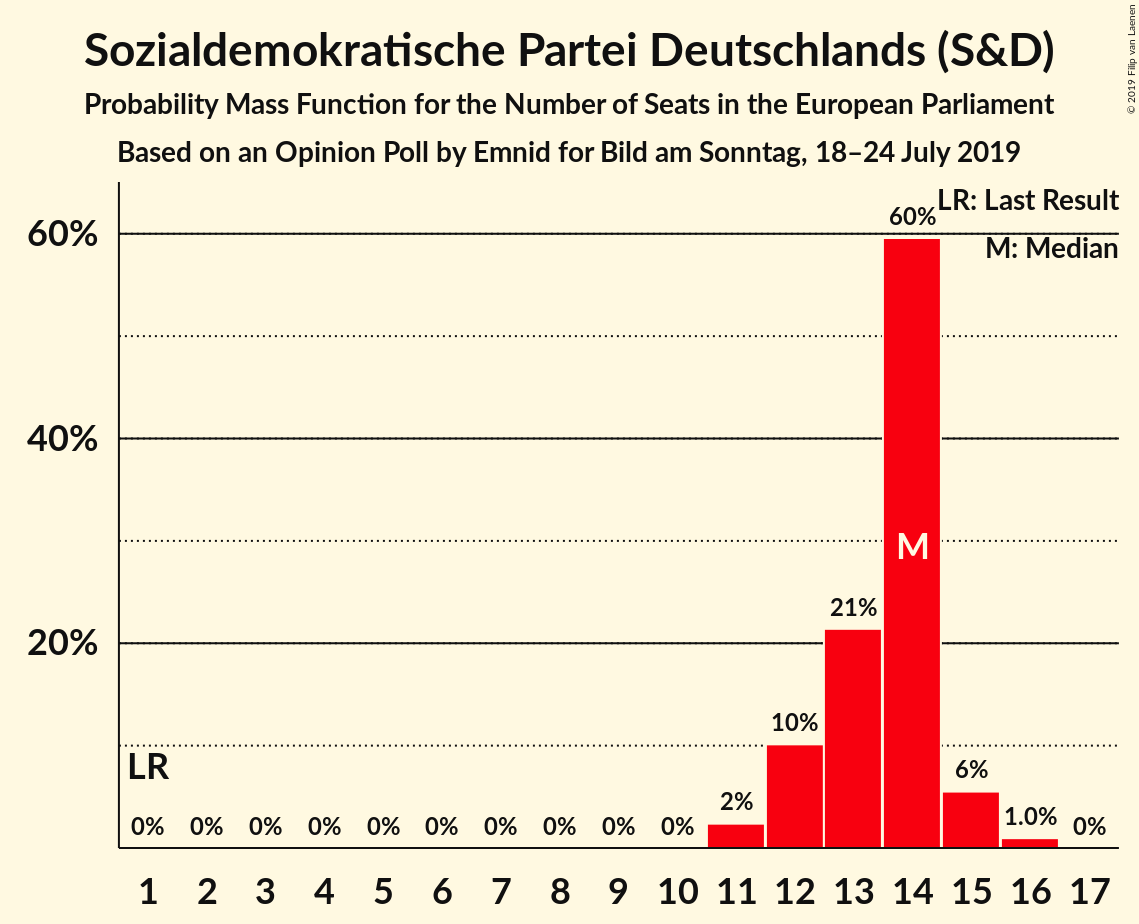 Sozialdemokratische Partei Deutschlands (S&D)
Probability Mass Function for the Number of Seats in the European Parliament
Based on an Opinion Poll by Emnid for Bild am Sonntag, 18–24 July 2019
© 2019 Filip van Laenen
LR: Last Result
M: Median
60%
40%
20%
60%
M
21%
10%
6%
2%
1.0%
LR
0% 0% 0% 0% 0% 0% 0% 0% 0% 0% 0%
1 2 3 4 5 6 7 8 9 10 11 12 13 14 15 16 17